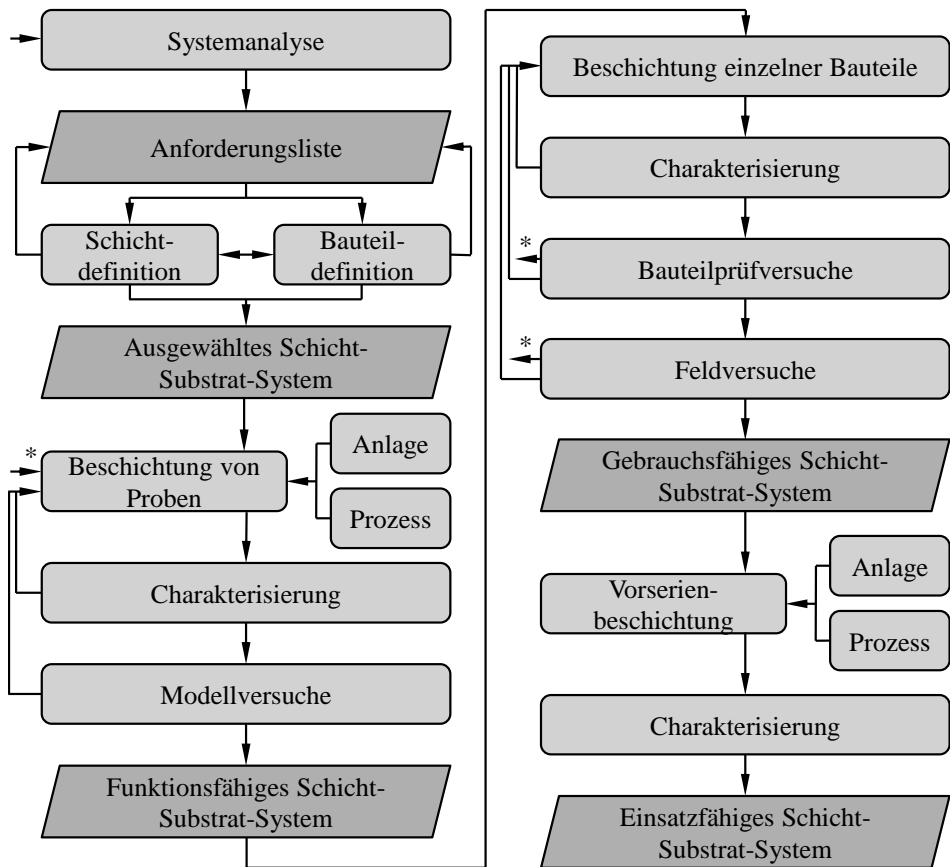 Systemanalyse
Anforderungsliste
Schicht-
definition
Bauteil-
definition
Ausgewähltes Schicht-
Substrat-System
*
Beschichtung von
Proben
Anlage
Prozess
Charakterisierung
Modellversuche
Funktionsfähiges Schicht-
Substrat-System
Beschichtung einzelner Bauteile
Charakterisierung
*
Bauteilprüfversuche
*
Feldversuche
Gebrauchsfähiges Schicht-
Substrat-System
Vorserien-
beschichtung
Anlage
Prozess
Charakterisierung
Einsatzfähiges Schicht-
Substrat-System